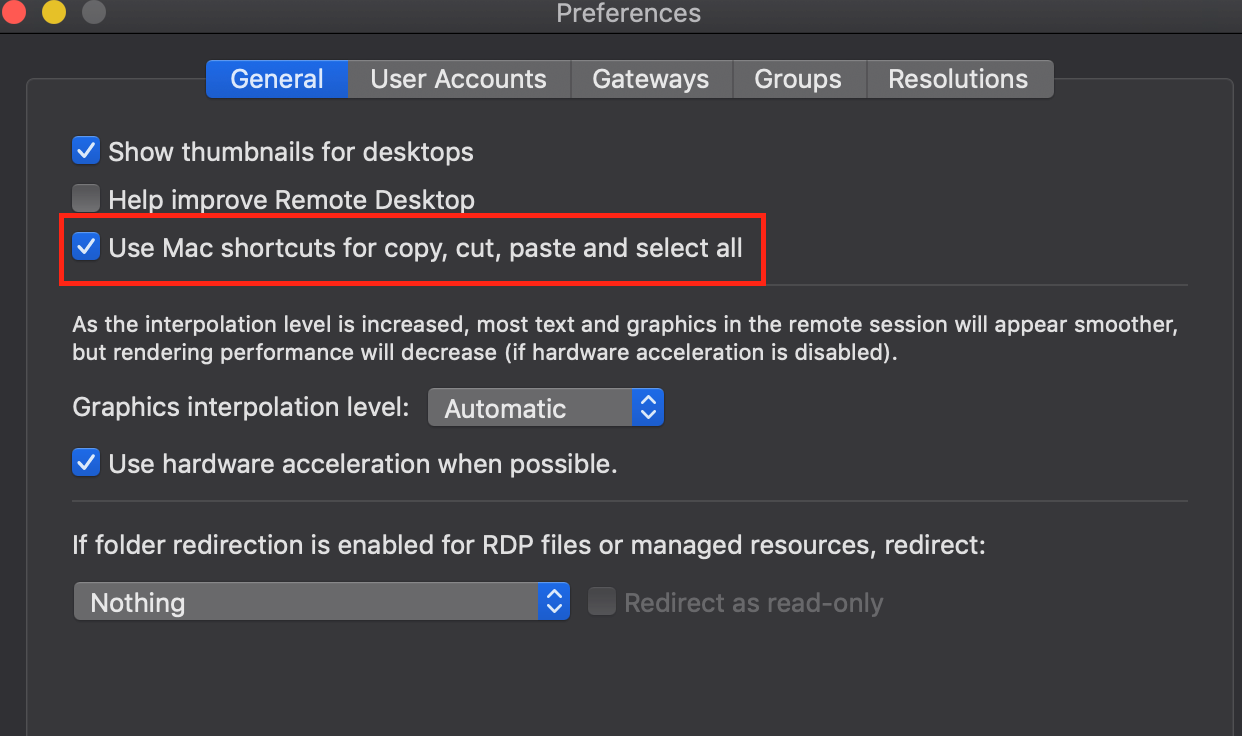 Preferences
General User Accounts Gateways Groups Resolutions
Show thumbnails for desktops
Help improve Remote Desktop
Use Mac shortcuts for copy, cut, paste and select all
As the interpolation level is increased, most text and graphics in the remote session will appear smoother,
but rendering performance will decrease (if hardware acceleration is disabled).
Graphics interpolation level: Automatic
Use hardware acceleration when possible.
If folder redirection is enabled for RDP files or managed resources, redirect:
Nothing Redirect as read-only